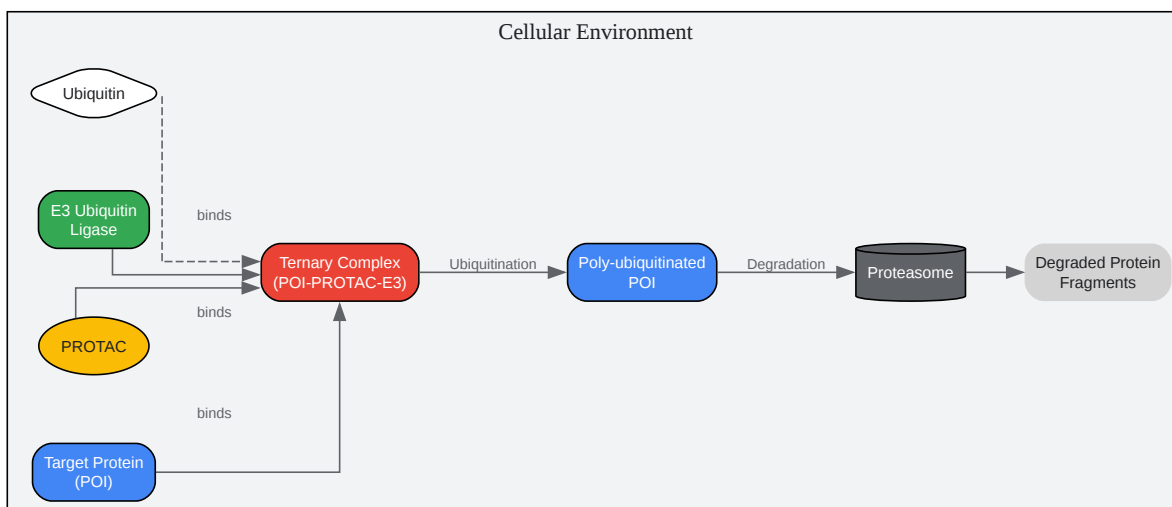 Cellular Environment
Ubiquitin
E3 Ubiquitin
Ligase
binds
Ternary Complex
(POI-PROTAC-E3)
Ubiquitination
Poly-ubiquitinated
POI
Degradation
Proteasome
Degraded Protein
Fragments
binds
PROTAC
binds
Target Protein
(POI)